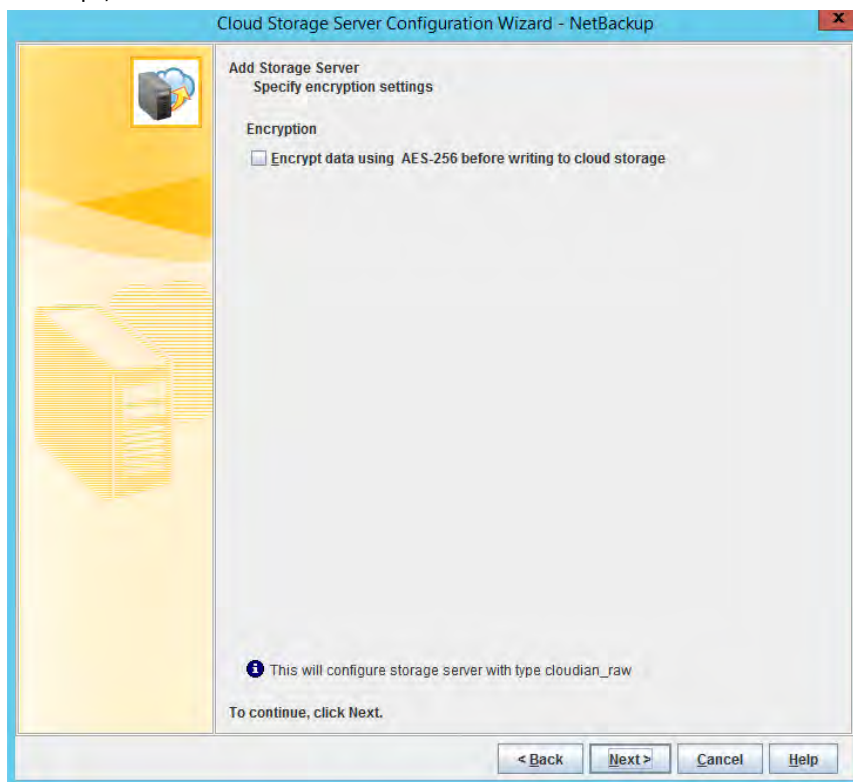 Cloud Storage Server Configuration Wizard - NetBackup
X
Add Storage Server
Specify encryption settings
Encryption
Encrypt data using AES-256 before writing to cloud storage
This will configure storage server with type cloudian_raw
To continue, click Next.
< Back Next > Cancel Help